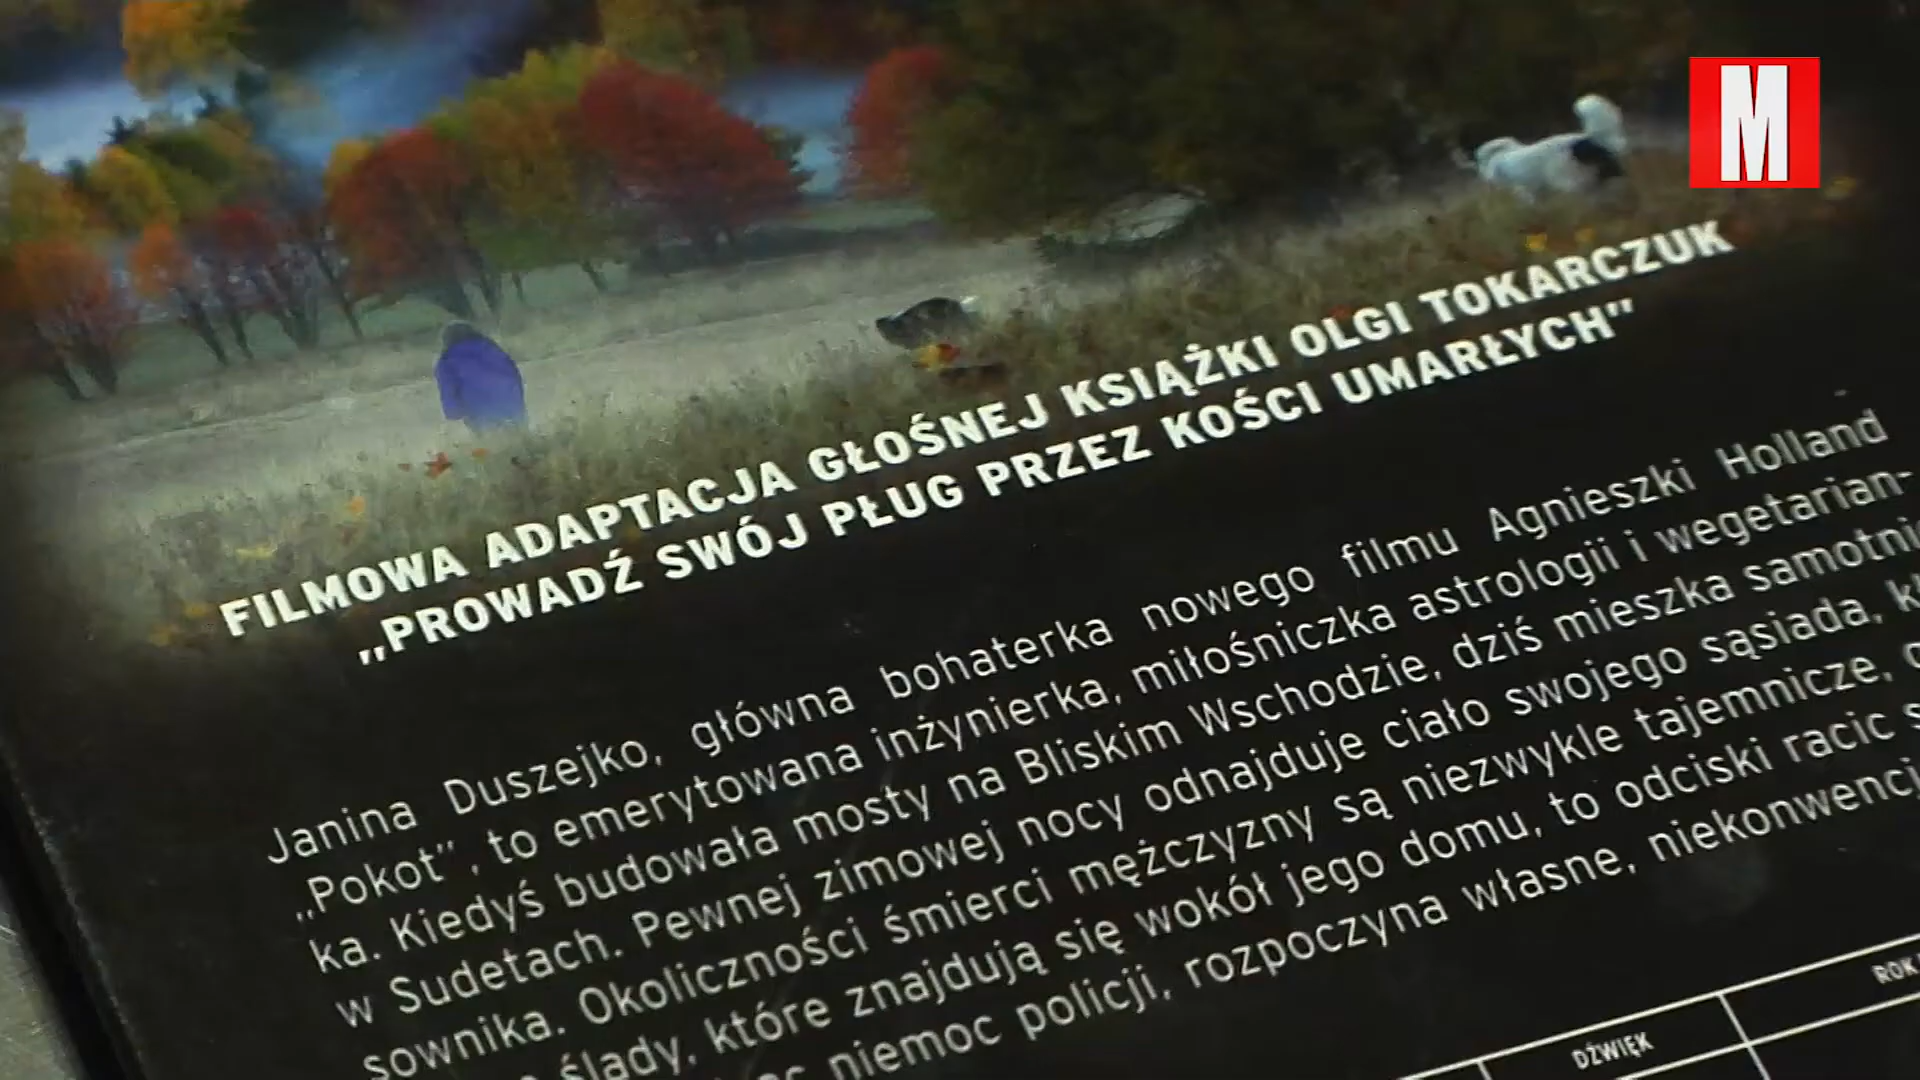 M
FILMOWA ADAPTACJA GŁOŚNEJ KSIĄŻKI OLGI TOKARCZUK
„PROWADŹ SWÓJ PŁUG PRZEZ KOŚCI UMARŁYCH”
Janina Duszejko, główna bohaterka nowego filmu Agnieszki Holland
„Pokot”, to emerytowana inżynierka, miłośniczka astrologii i wegetarian-
ka. Kiedyś budowała mosty na Bliskim Wschodzie, dziś mieszka
w Sudetach. Pewnej zimowej nocy odnajduje ciało swojego sąsiada,
sownika. Okoliczności śmierci mężczyzny są niezwykle tajemnicze,
ślady, które znajdują się wokół jego domu, to odciski racic
niemoc policji, rozpoczyna własne,
DŹWIĘK